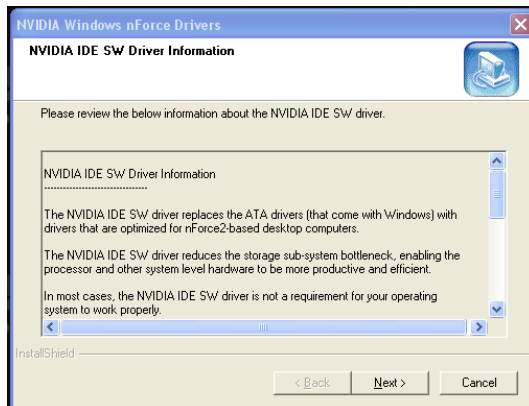 NVIDIA Windows nForce Drivers
NVIDIA IDE SW Driver Information
Please review the below information about the NVIDIA IDE SW driver.
NVIDIA IDE SW Driver Information
-------------------------------
The NVIDIA IDE SW driver replaces the ATA drivers (that come with Windows) with
drivers that are optimized for nForce2-based desktop computers.
The NVIDIA IDE SW driver reduces the storage sub-system bottleneck, enabling the
processor and other system level hardware to be more productive and efficient.
In most cases, the NVIDIA IDE SW driver is not a requirement for your operating
system to work properly.
InstallShield
< Back
Next >
Cancel